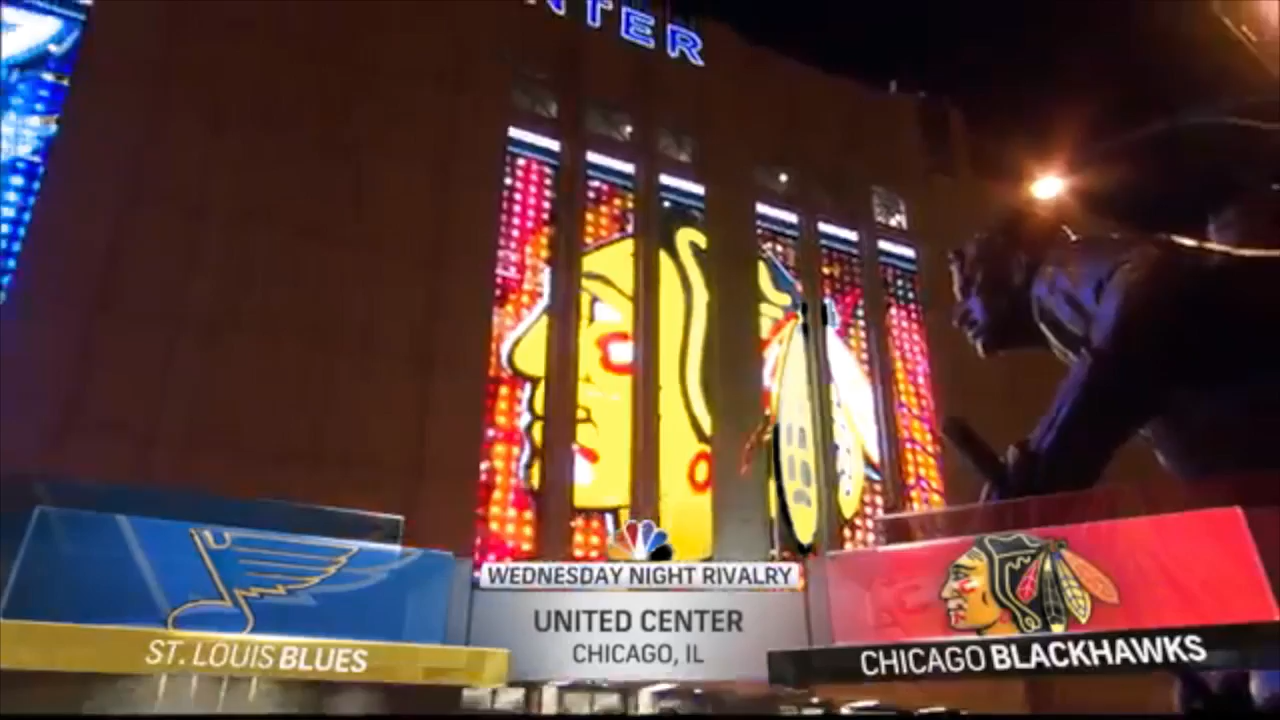 NTER
WEDNESDAY NIGHT RIVALRY
UNITED CENTER
CHICAGO, IL
ST. LOUIS BLUES
CHICAGO BLACKHAWKS